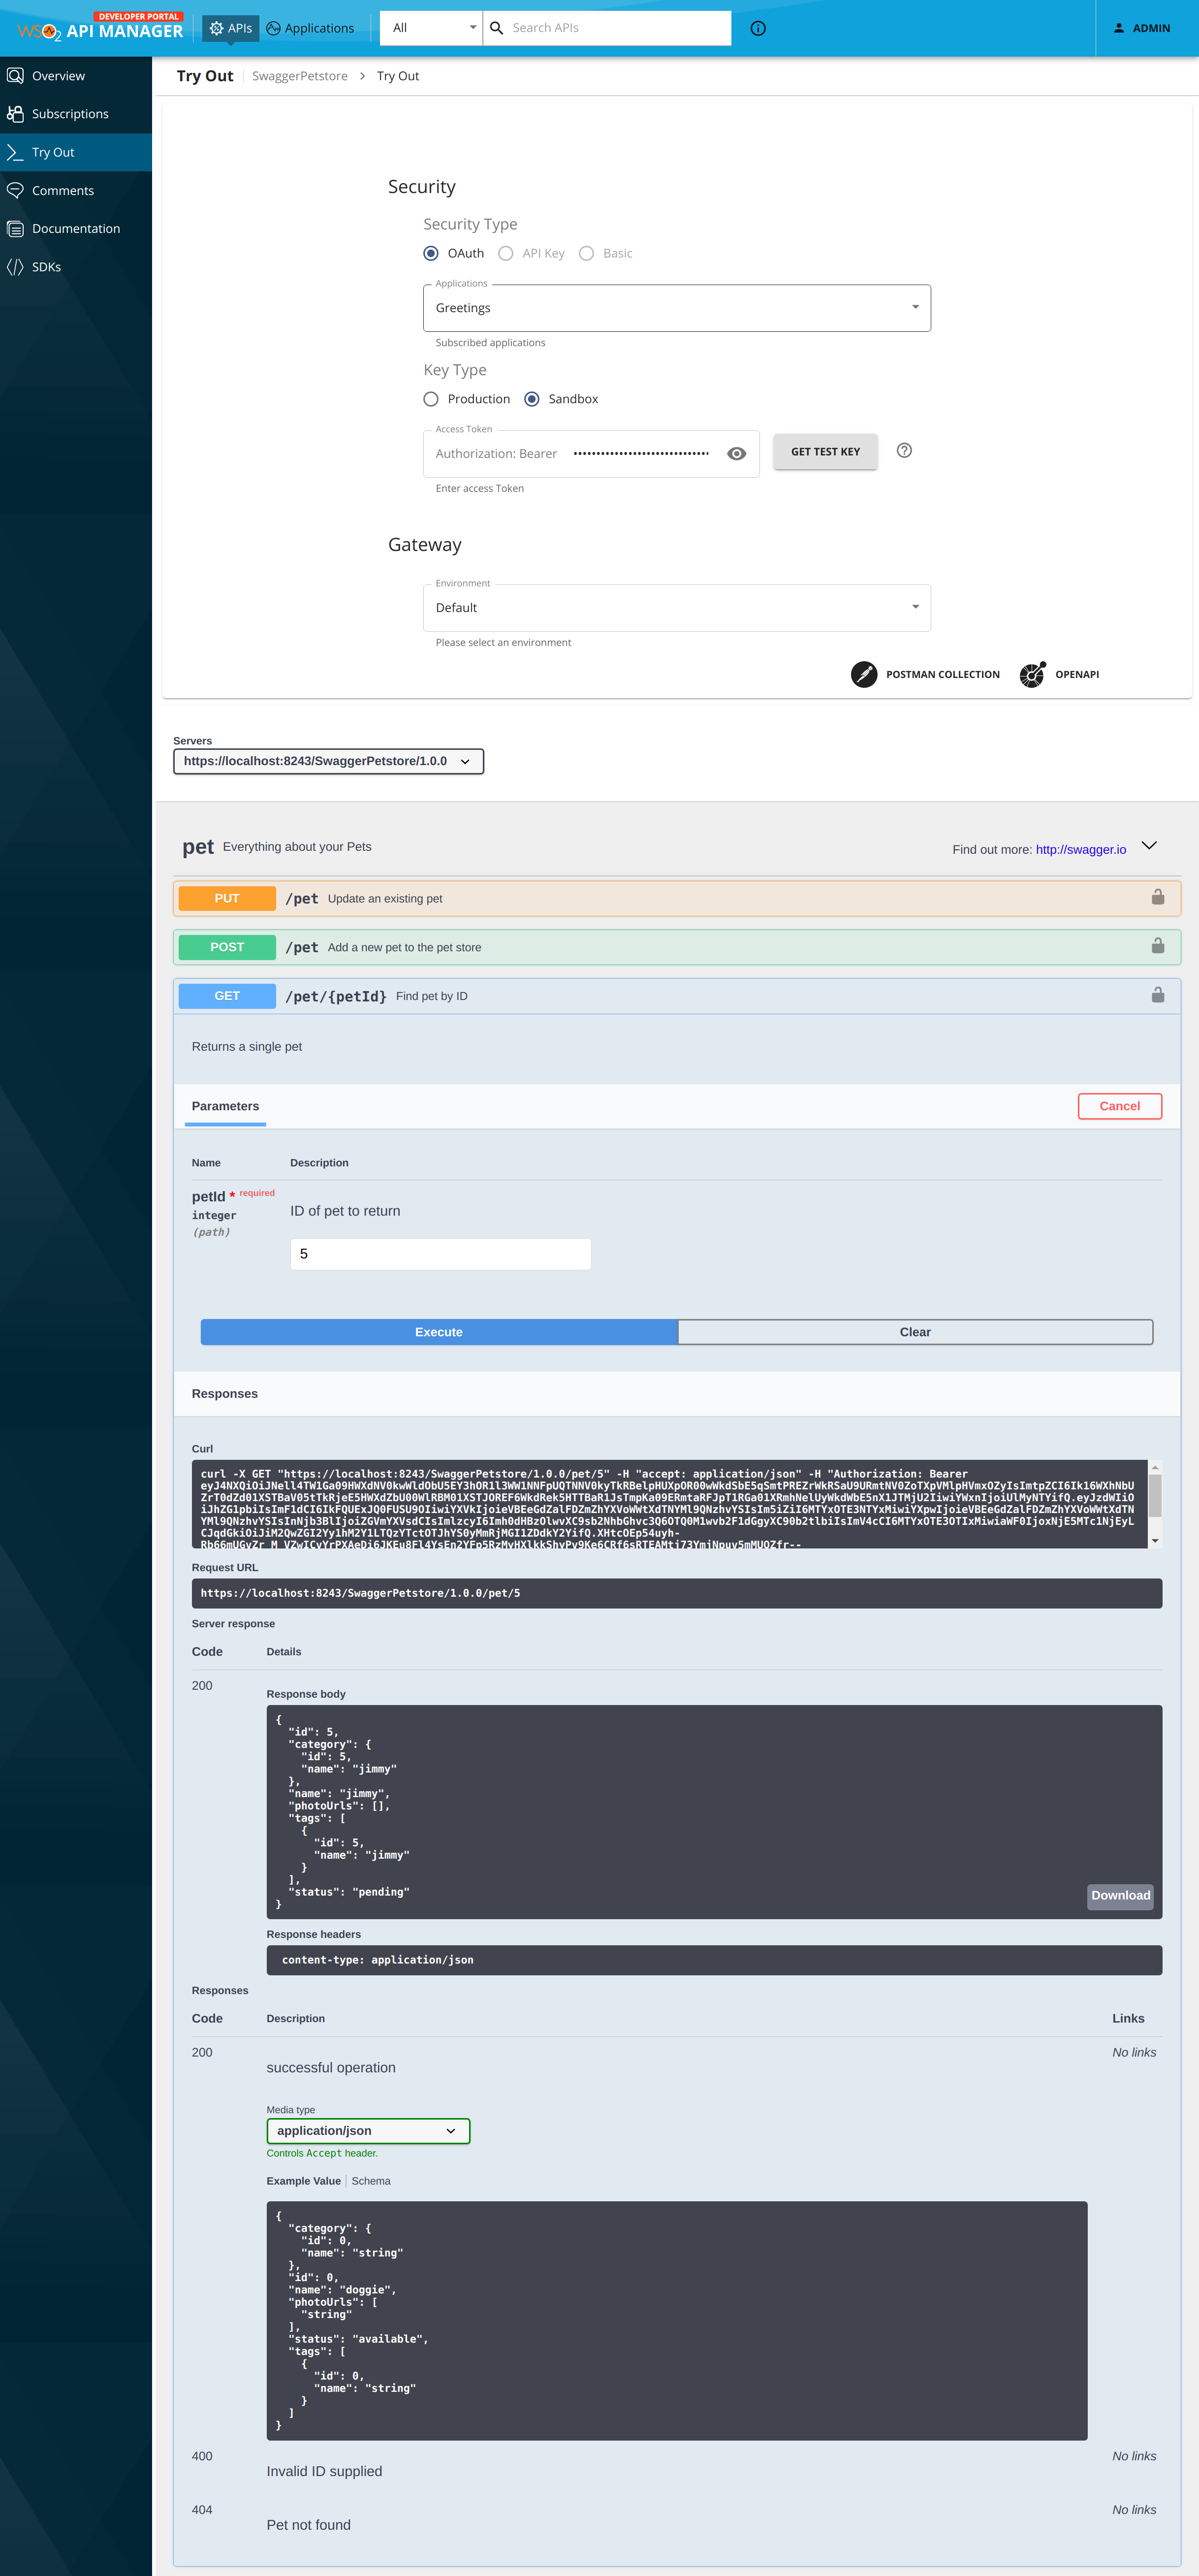 DEVELOPER PORTAL
WSO2 API MANAGER
APIs
Applications
All
Search APIs
ADMIN
Overview
Subscriptions
Try Out
Comments
Documentation
SDKs
Try Out
SwaggerPetstore > Try Out
Security
Security Type
OAuth API Key Basic
Applications
Greetings
Subscribed applications
Key Type
Production Sandbox
Access Token
Authorization: Bearer ••••••••••••••••••••••••••••••
GET TEST KEY
Enter access Token
Gateway
Environment
Default
Please select an environment
POSTMAN COLLECTION
OPENAPI
Servers
https://localhost:8243/SwaggerPetstore/1.0.0
pet Everything about your Pets
Find out more: http://swagger.io
PUT /pet Update an existing pet
POST /pet Add a new pet to the pet store
GET /pet/{petId} Find pet by ID
Returns a single pet
Parameters
Cancel
Name Description
petId * required
integer
(path)
ID of pet to return
5
Execute Clear
Responses
Curl
curl -X GET "https://localhost:8243/SwaggerPetstore/1.0.0/pet/5" -H "accept: application/json" -H "Authorization: Bearer
Request URL
https://localhost:8243/SwaggerPetstore/1.0.0/pet/5
Server response
Code Details
200
Response body
{
  "id": 5,
  "category": {
    "id": 5,
    "name": "jimmy"
  },
  "name": "jimmy",
  "photoUrls": [],
  "tags": [
    {
      "id": 5,
      "name": "jimmy"
    }
  ],
  "status": "pending"
}
Download
Response headers
content-type: application/json
Responses
Code Description Links
200
successful operation
No links
Media type
application/json
Controls Accept header.
Example Value | Schema
{
  "category": {
    "id": 0,
    "name": "string"
  },
  "id": 0,
  "name": "doggie",
  "photoUrls": [
    "string"
  ],
  "status": "available",
  "tags": [
    {
      "id": 0,
      "name": "string"
    }
  ]
}
400
Invalid ID supplied
No links
404
Pet not found
No links